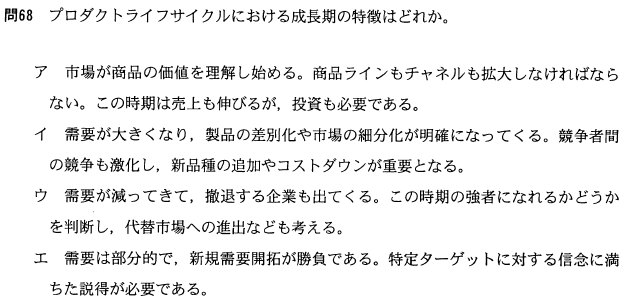 問68 プロダクトライフサイクルにおける成長期の特徴はどれか。
ア 市場が商品の価値を理解し始める。商品ラインもチャネルも拡大しなければなら
ない。この時期は売上も伸びるが，投資も必要である。
イ 需要が大きくなり，製品の差別化や市場の細分化が明確になってくる。競争者間
の競争も激化し，新品種の追加やコストダウンが重要となる。
ウ 需要が減ってきて，撤退する企業も出てくる。この時期の強者になれるかどうか
を判断し，代替市場への進出なども考える。
エ 需要は部分的で，新規需要開拓が勝負である。特定ターゲットに対する信念に満
ちた説得が必要である。